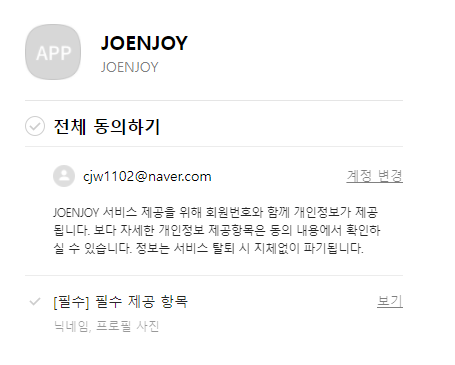 APP
JOENJOY
JOENJOY
전체 동의하기
cjw1102@naver.com 계정 변경
JOENJOY 서비스 제공을 위해 회원번호와 함께 개인정보가 제공
됩니다. 보다 자세한 개인정보 제공항목은 동의 내용에서 확인하
실 수 있습니다. 정보는 서비스 탈퇴 시 지체없이 파기됩니다.
[필수] 필수 제공 항목 보기
닉네임, 프로필 사진